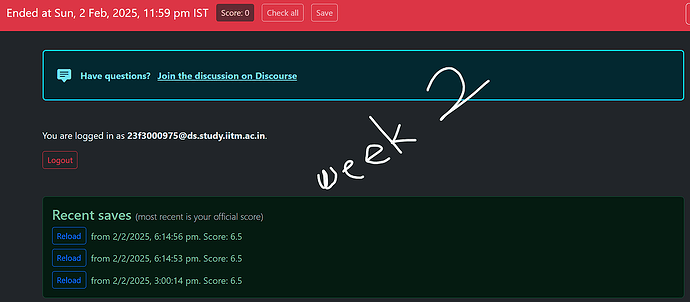 Ended at Sun, 2 Feb, 2025, 11:59 pm IST Score: 0 Check all Save
Have questions? Join the discussion on Discourse
week 2
You are logged in as 23f3000975@ds.study.iitm.ac.in.
Logout
Recent saves (most recent is your official score)
Reload from 2/2/2025, 6:14:56 pm. Score: 6.5
Reload from 2/2/2025, 6:14:53 pm. Score: 6.5
Reload from 2/2/2025, 3:00:14 pm. Score: 6.5